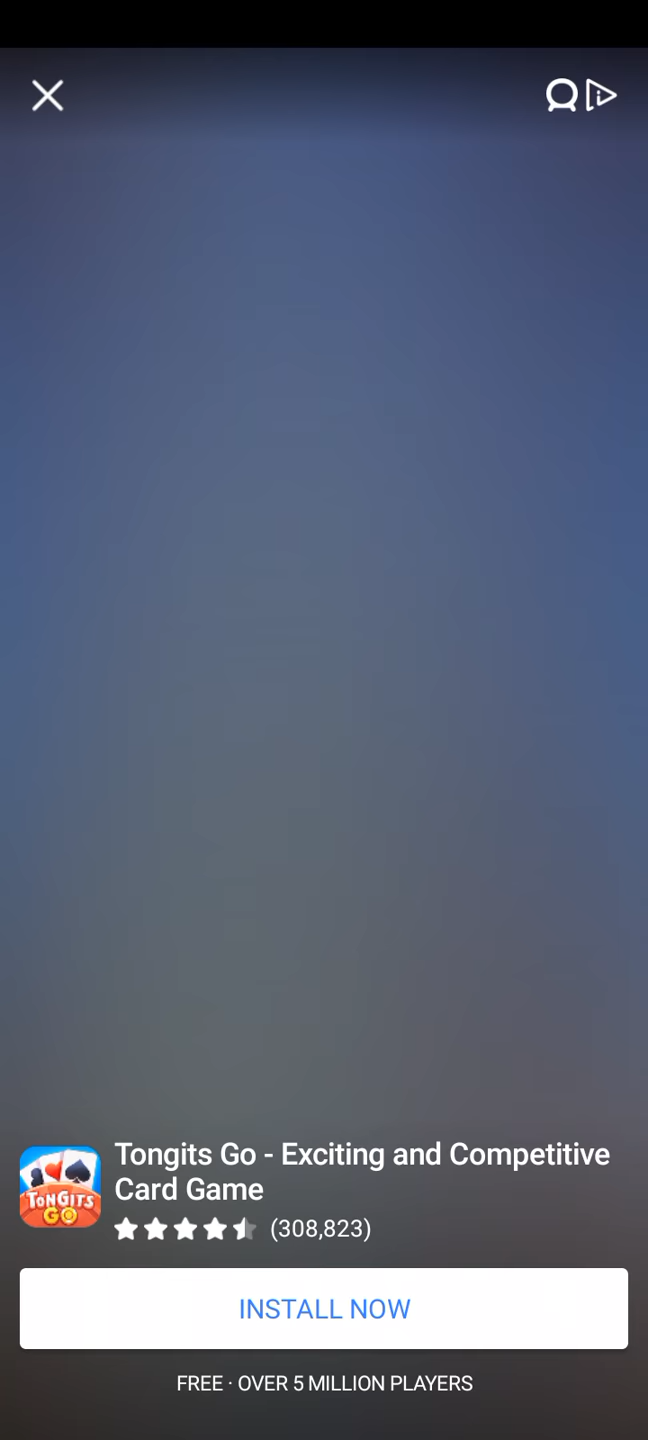 Tongits Go - Exciting and Competitive
Card Game
(308,823)
TONGITS
GO
INSTALL NOW
FREE · OVER 5 MILLION PLAYERS